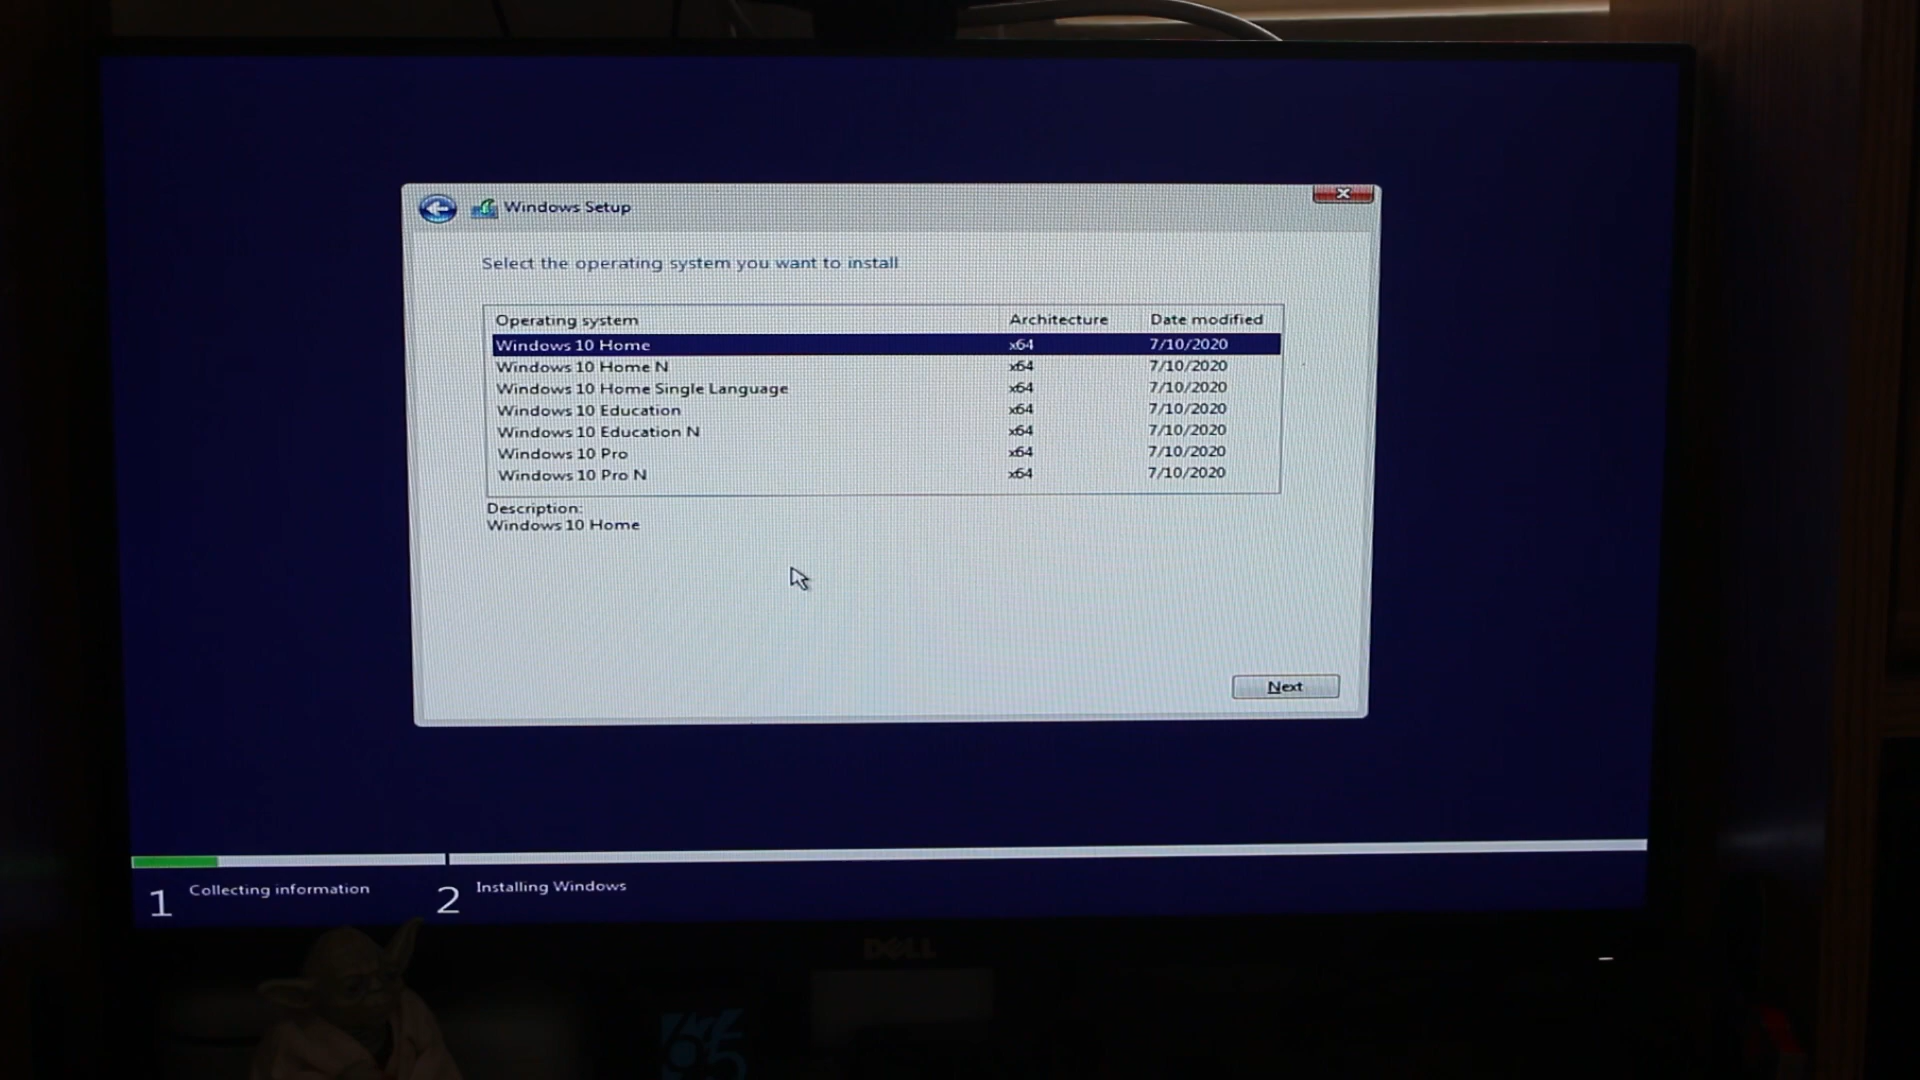 Windows Setup
Select the operating system you want to install
Operating system Architecture Date modified
Windows 10 Home x64 7/10/2020
Windows 10 Home N x64 7/10/2020
Windows 10 Home Single Language x64 7/10/2020
Windows 10 Education x64 7/10/2020
Windows 10 Education N x64 7/10/2020
Windows 10 Pro x64 7/10/2020
Windows 10 Pro N x64 7/10/2020
Description:
Windows 10 Home
Next
1 Collecting information 2 Installing Windows
DELL